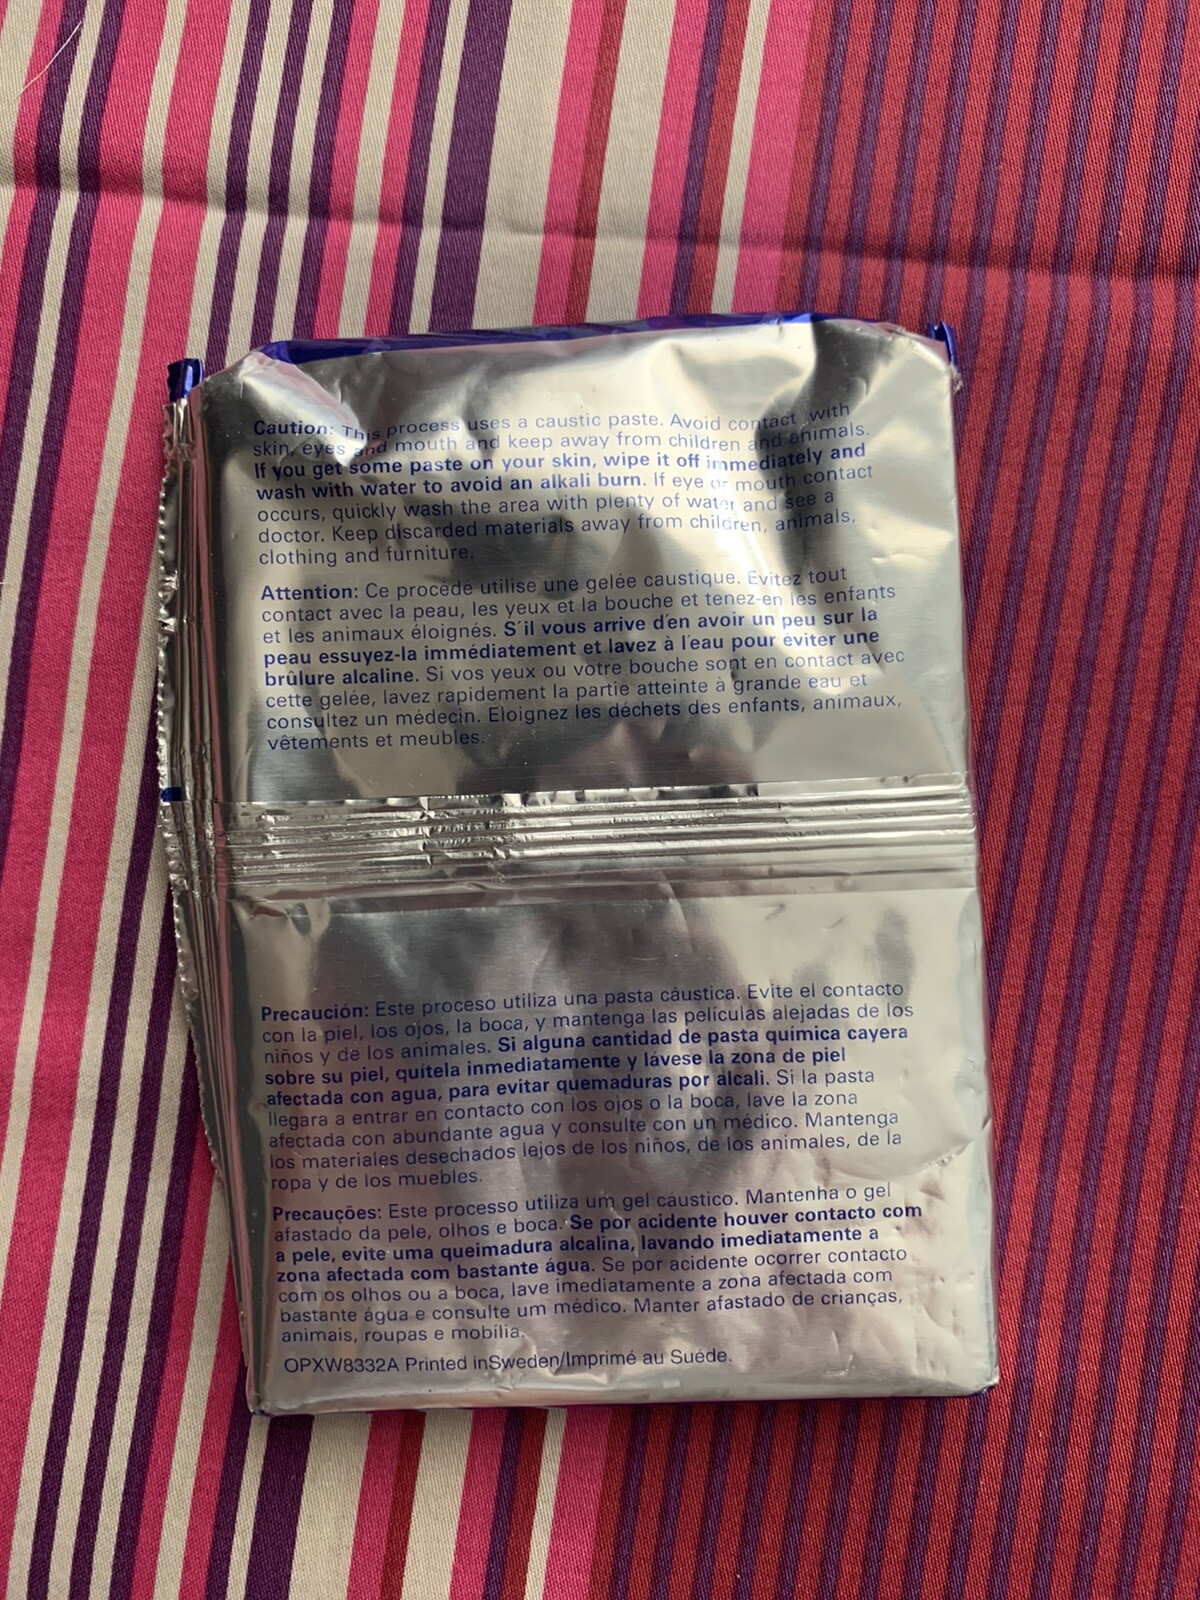 Caution: This process uses a caustic paste. Avoid contact with
skin, eyes and mouth and keep away from children and animals.
If you get some paste on your skin, wipe it off immediately and
wash with water to avoid an alkali burn. If eye or mouth contact
occurs, quickly wash the area with plenty of water and see a
doctor. Keep discarded materials away from children, animals,
clothing and furniture.
Attention: Ce procédé utilise une gelée caustique. Evitez tout
contact avec la peau, les yeux et la bouche et tenez-en les enfants
et les animaux éloignés. S'il vous arrive d'en avoir un peu sur la
peau essuyez-la immédiatement et lavez à l'eau pour éviter une
brûlure alcaline. Si vos yeux ou votre bouche sont en contact avec
cette gelée, lavez rapidement la partie atteinte à grande eau et
consultez un médecin. Eloignez les déchets des enfants, animaux,
vêtements et meubles.
Precaución: Este proceso utiliza una pasta cáustica. Evite el contacto
con la piel, los ojos, la boca, y mantenga las películas alejadas de los
niños y de los animales. Si alguna cantidad de pasta química cayera
sobre su piel, quítela inmediatamente y lávese la zona de piel
afectada con agua, para evitar quemaduras por alcali. Si la pasta
llegara a entrar en contacto con los ojos o la boca, lave la zona
afectada con abundante agua y consulte con un médico. Mantenga
los materiales desechados lejos de los niños, de los animales, de la
ropa y de los muebles.
Precauções: Este processo utiliza um gel cáustico. Mantenha o gel
afastado da pele, olhos e boca. Se por acidente houver contacto com
a pele, evite uma queimadura alcalina, lavando imediatamente a
zona afectada com bastante água. Se por acidente ocorrer contacto
com os olhos ou a boca, lave imediatamente a zona afectada com
bastante água e consulte um médico. Manter afastado de crianças,
animais, roupas e mobília.
OPXW8332A Printed inSweden/Imprimé au Suéde.